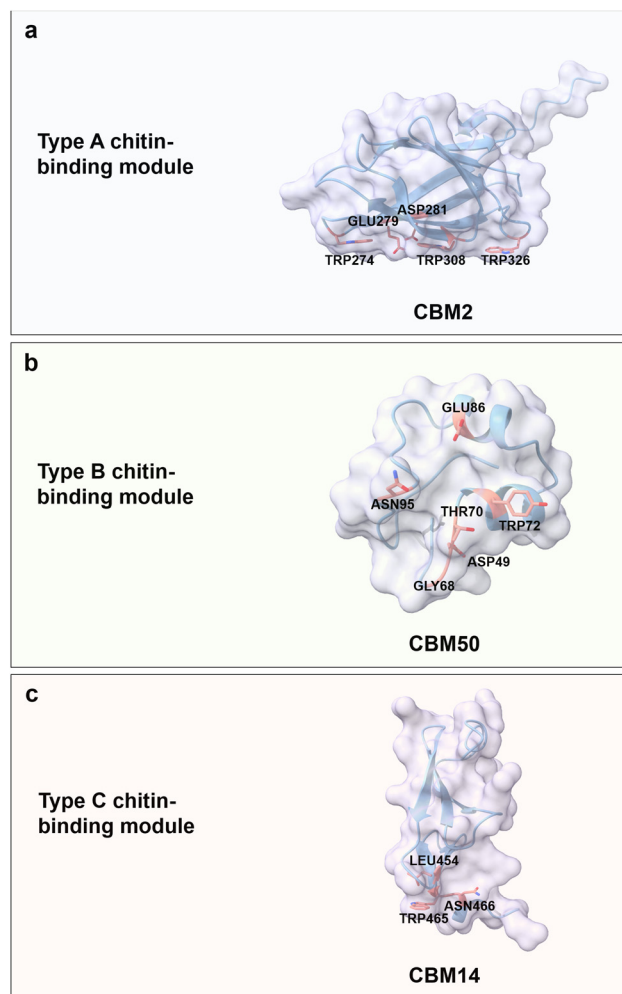 a
Type A chitin-
binding module
ASP281
GLU279
TRP274
TRP308
TRP326
CBM2
b
Type B chitin-
binding module
GLU86
ASN95
THR70
TRP72
ASP49
GLY68
CBM50
c
Type C chitin-
binding module
LEU454
ASN466
TRP465
CBM14